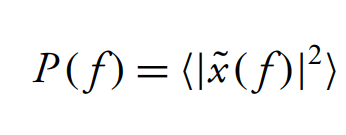 P(f) = ⟨|x̃(f)|²⟩